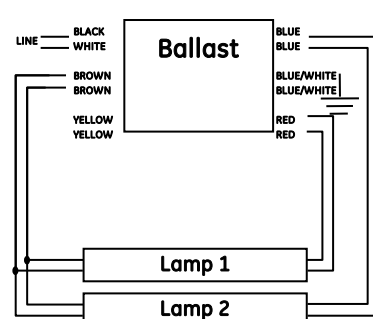 BLACK
LINE
WHITE
BROWN
BROWN
YELLOW
YELLOW
Ballast
BLUE
BLUE
BLUE/WHITE
BLUE/WHITE
RED
RED
Lamp 1
Lamp 2